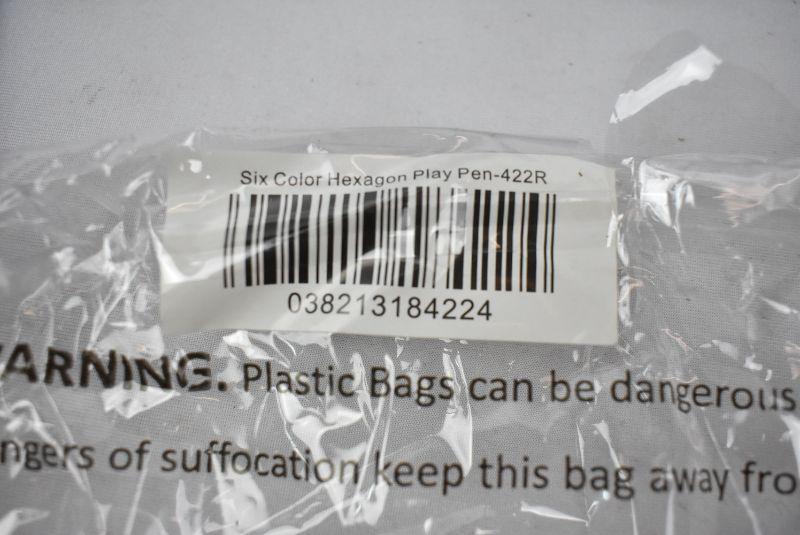 Six Color Hexagon Play Pen-422R
038213184224
WARNING. Plastic Bags can be dangerous
ngers of suffocation keep this bag away fro